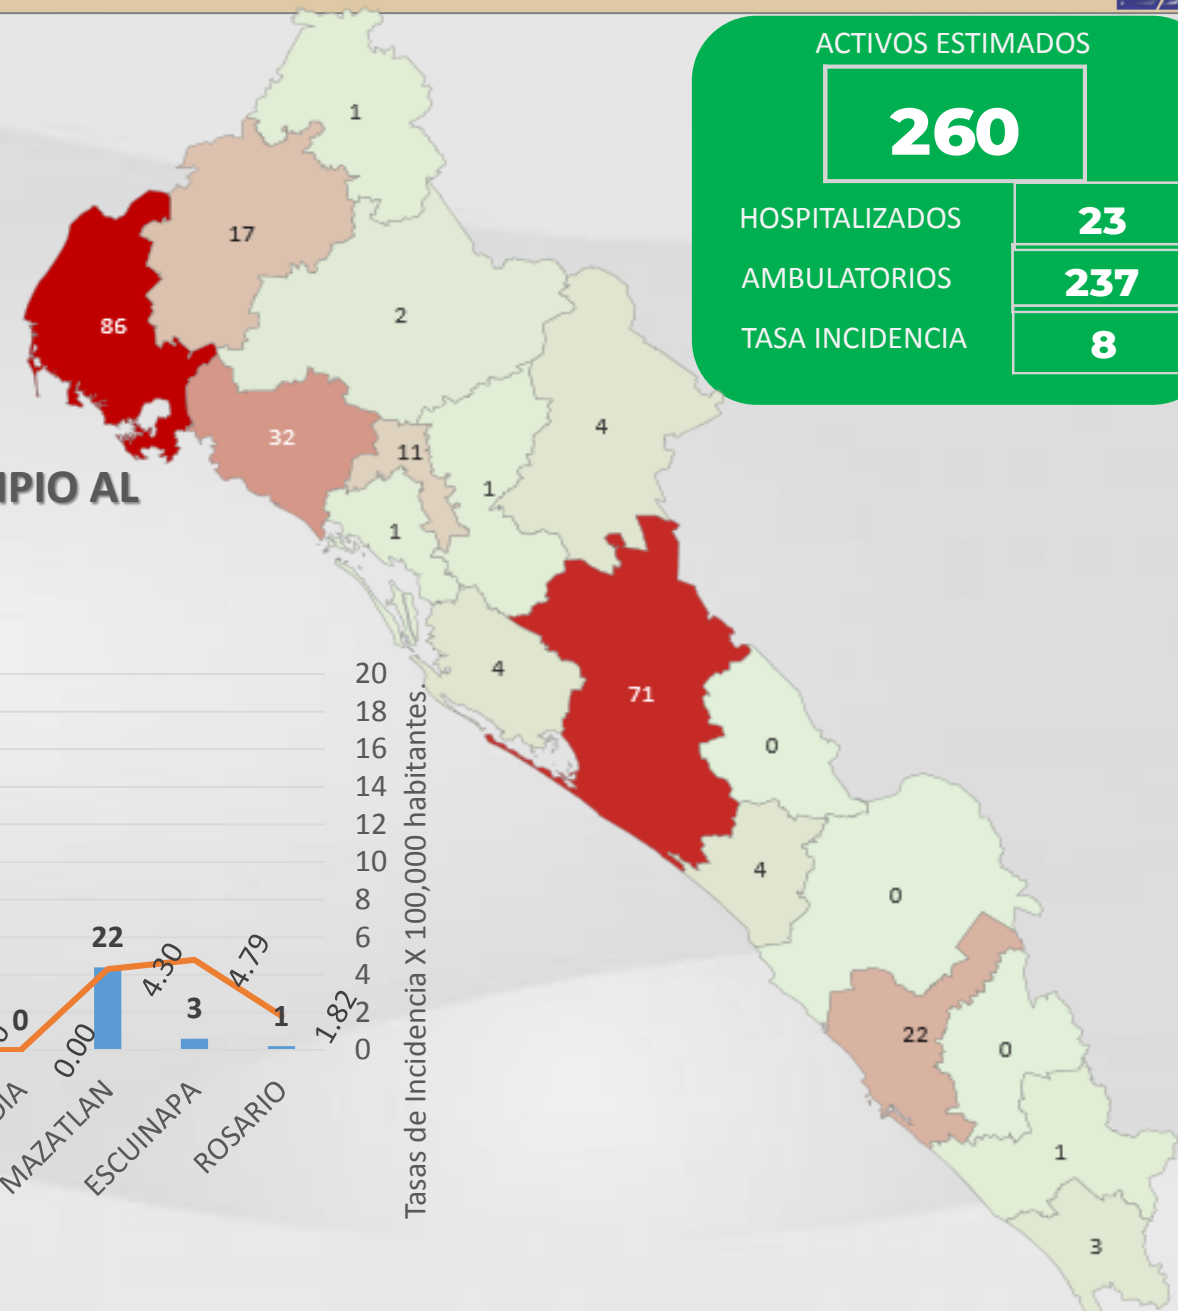 ACTIVOS ESTIMADOS
260
HOSPITALIZADOS 23
AMBULATORIOS 237
TASA INCIDENCIA 8
1
17
86
2
32
11
4
1
1
IPIO AL
4
71
0
4
0
22
0
1
3
20
18
16
14
12
10
8
6
4
2
0
Tasas de Incidencia X 100,000 habitantes.
0 22 3 1
0.00 4.30 4.79 1.82
DIA
MAZATLAN
ESCUINAPA
ROSARIO